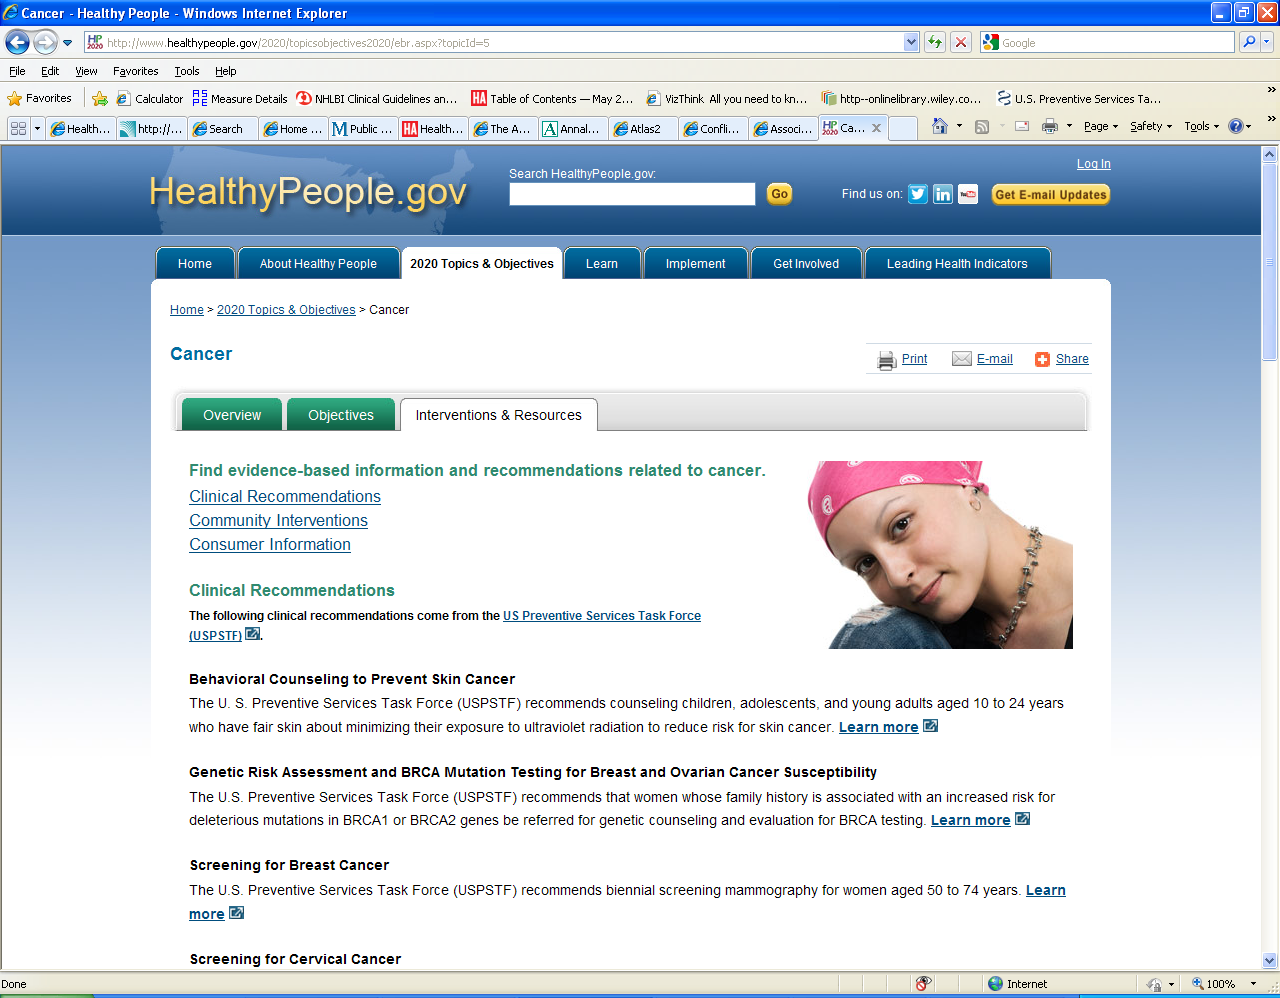 Cancer - Healthy People - Windows Internet Explorer
http://www.healthypeople.gov/2020/topicsobjectives2020/ebr.aspx?topicId=5
Google
File Edit View Favorites Tools Help
Favorites Calculator Measure Details NHLBI Clinical Guidelines an... Table of Contents — May 2... VizThink All you need to kn... http--onlinelibrary.wiley.co... U.S. Preventive Services Ta...
Health... http://... Search Home ... Public ... Health... The A... Annal... Atlas2 Confli... Associ... Ca... Page Safety Tools
HealthyPeople.gov
Log In
Search HealthyPeople.gov:
Go
Find us on:
Get E-mail Updates
Home About Healthy People 2020 Topics & Objectives Learn Implement Get Involved Leading Health Indicators
Home > 2020 Topics & Objectives > Cancer
Cancer
Print E-mail Share
Overview Objectives Interventions & Resources
Find evidence-based information and recommendations related to cancer.
Clinical Recommendations
Community Interventions
Consumer Information
Clinical Recommendations
The following clinical recommendations come from the US Preventive Services Task Force
(USPSTF).
Behavioral Counseling to Prevent Skin Cancer
The U. S. Preventive Services Task Force (USPSTF) recommends counseling children, adolescents, and young adults aged 10 to 24 years
who have fair skin about minimizing their exposure to ultraviolet radiation to reduce risk for skin cancer. Learn more
Genetic Risk Assessment and BRCA Mutation Testing for Breast and Ovarian Cancer Susceptibility
The U.S. Preventive Services Task Force (USPSTF) recommends that women whose family history is associated with an increased risk for
deleterious mutations in BRCA1 or BRCA2 genes be referred for genetic counseling and evaluation for BRCA testing. Learn more
Screening for Breast Cancer
The U.S. Preventive Services Task Force (USPSTF) recommends biennial screening mammography for women aged 50 to 74 years. Learn
more
Screening for Cervical Cancer
Done Internet 100%